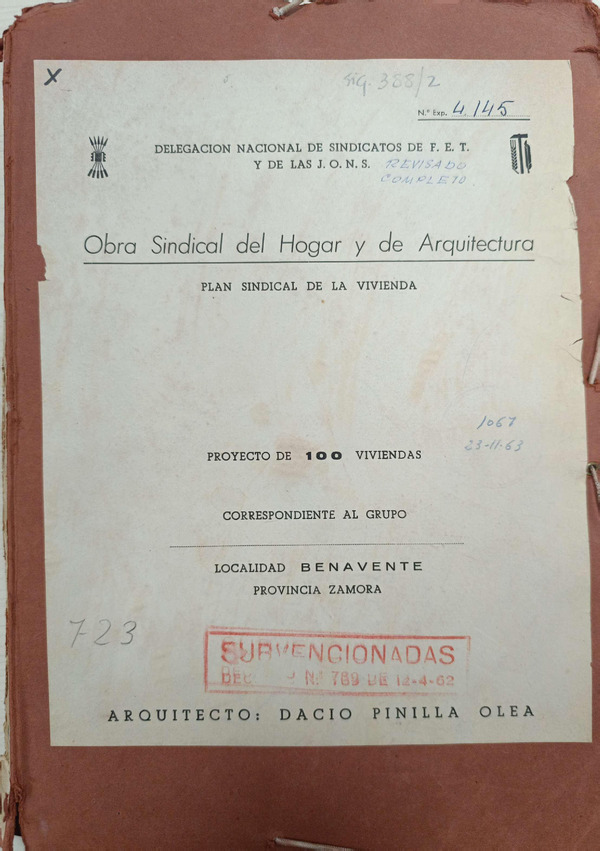 x
sig. 388/2
N.º Exp. 4.145
DELEGACION NACIONAL DE SINDICATOS DE F. E. T.
Y DE LAS J. O. N. S. REVISADO
COMPLETO
Obra Sindical del Hogar y de Arquitectura
PLAN SINDICAL DE LA VIVIENDA
1067
23-11-63
PROYECTO DE 100 VIVIENDAS
CORRESPONDIENTE AL GRUPO
LOCALIDAD BENAVENTE
PROVINCIA ZAMORA
723
SUBVENCIONADAS
N.º 789 DE 12-4-62
ARQUITECTO: DACIO PINILLA OLEA